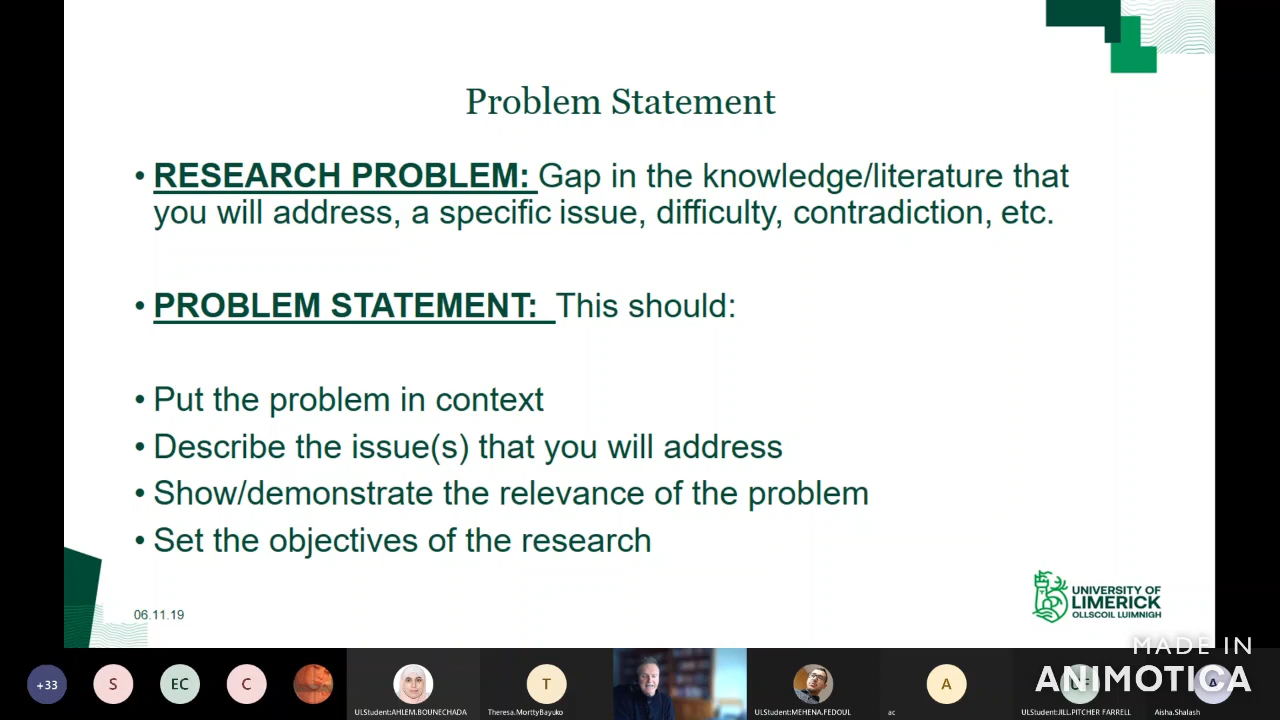 Problem Statement
• RESEARCH PROBLEM: Gap in the knowledge/literature that
you will address, a specific issue, difficulty, contradiction, etc.
• PROBLEM STATEMENT: This should:
• Put the problem in context
• Describe the issue(s) that you will address
• Show/demonstrate the relevance of the problem
• Set the objectives of the research
06.11.19
UNIVERSITY OF
LIMERICK
OLLSCOIL LUIMNIGH
MADE IN
ANIMOTICA
+33
S
EC
C
T
A
A
ULStudent:AHLEM.BOUNECHADA
Theresa.MorttyBayuko
ULStudent:MEHENA.FEDOUL
ac
ULStudent:JILL.PITCHER FARRELL
Aisha.Shalash